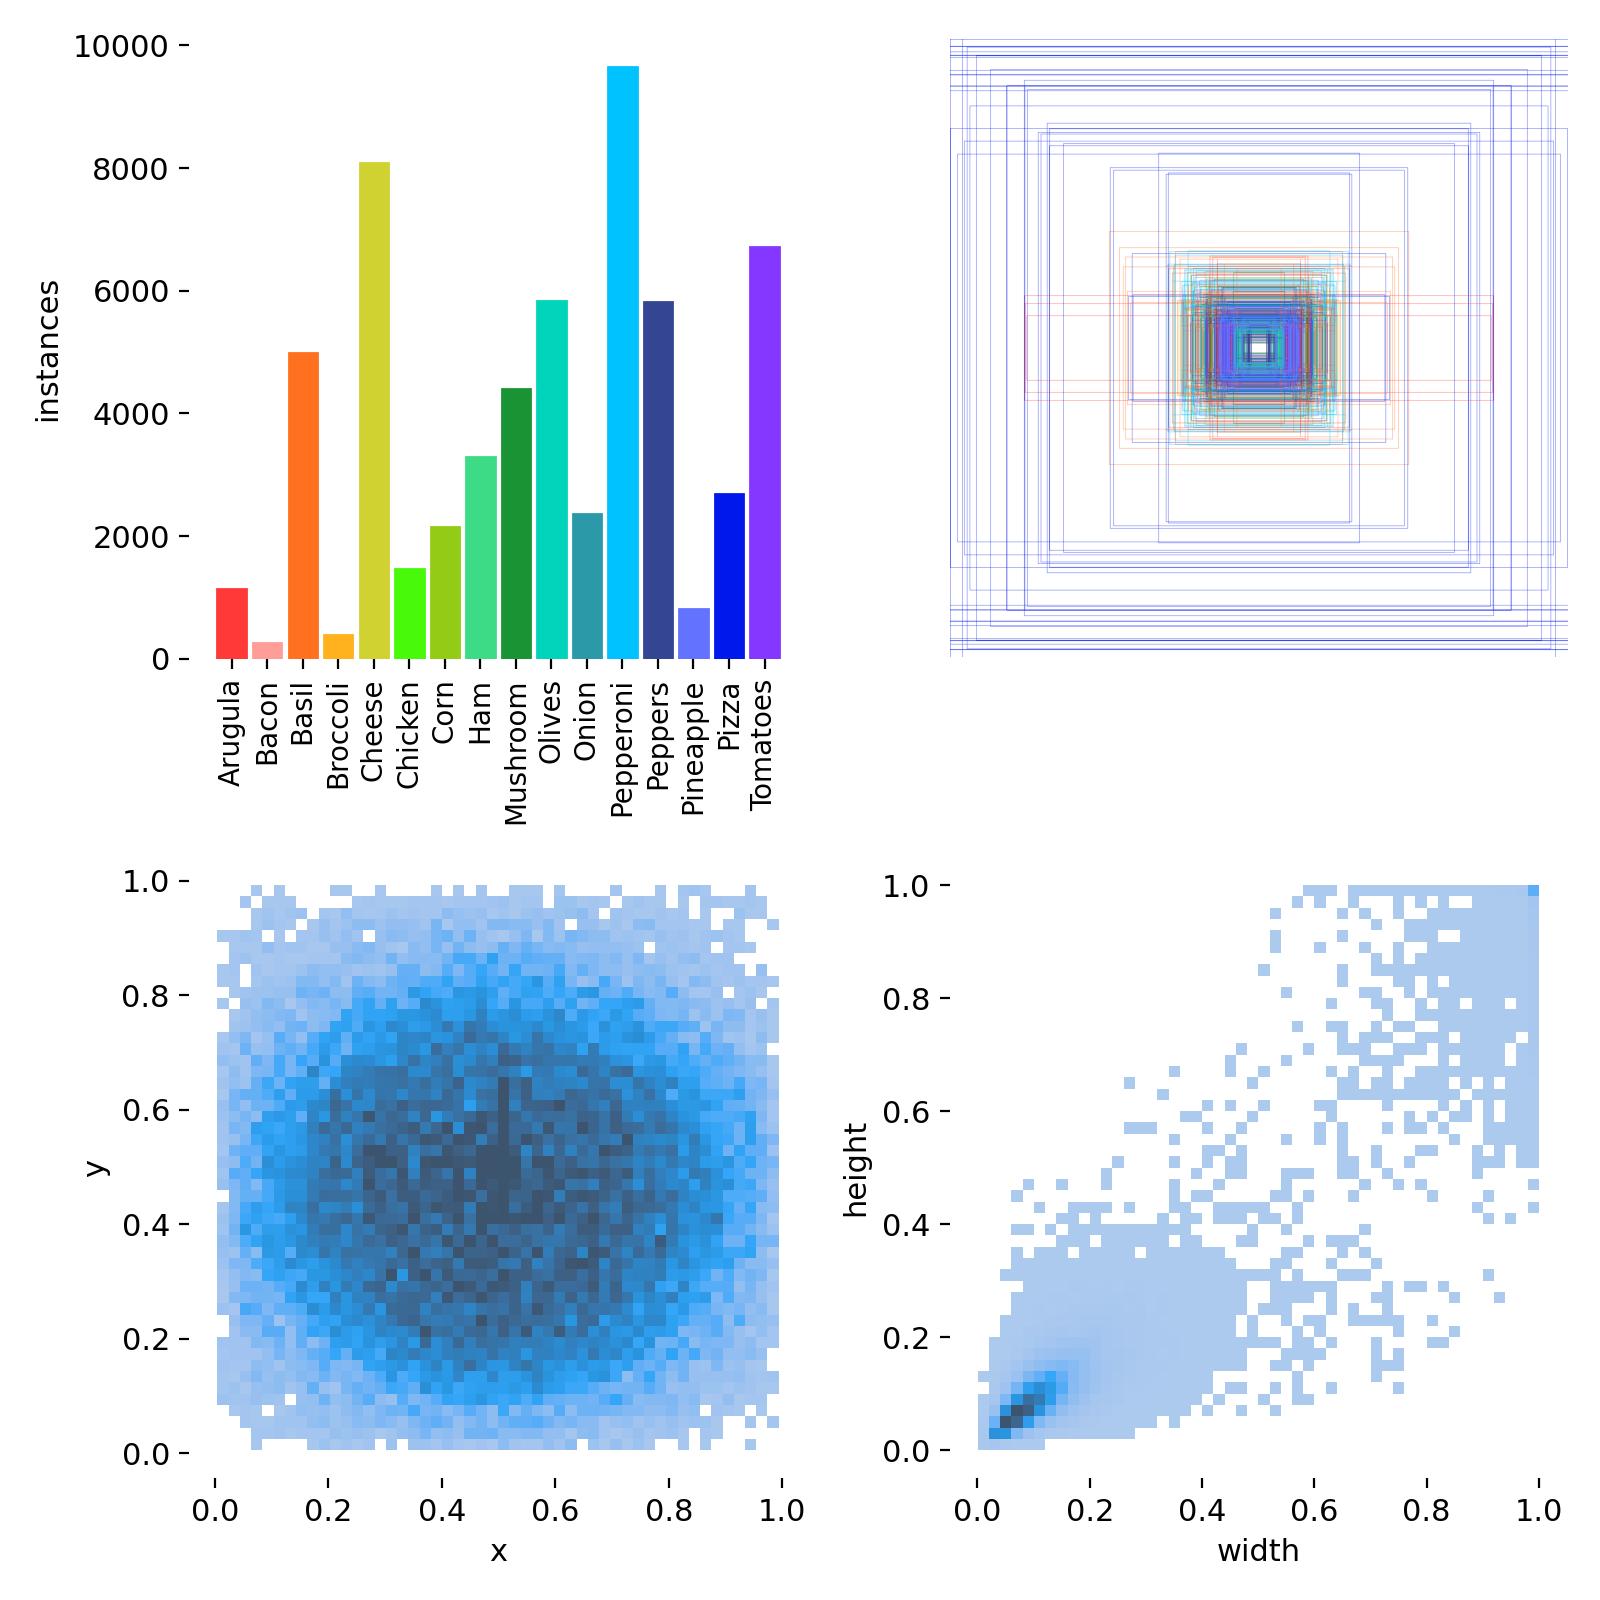 10000
8000
6000
4000
2000
0
instances
Arugula
Bacon
Basil
Broccoli
Cheese
Chicken
Corn
Ham
Mushroom
Olives
Onion
Pepperoni
Peppers
Pineapple
Pizza
Tomatoes
1.0
0.8
0.6
0.4
0.2
0.0
y
0.0 0.2 0.4 0.6 0.8 1.0
x
1.0
0.8
0.6
0.4
0.2
0.0
height
0.0 0.2 0.4 0.6 0.8 1.0
width